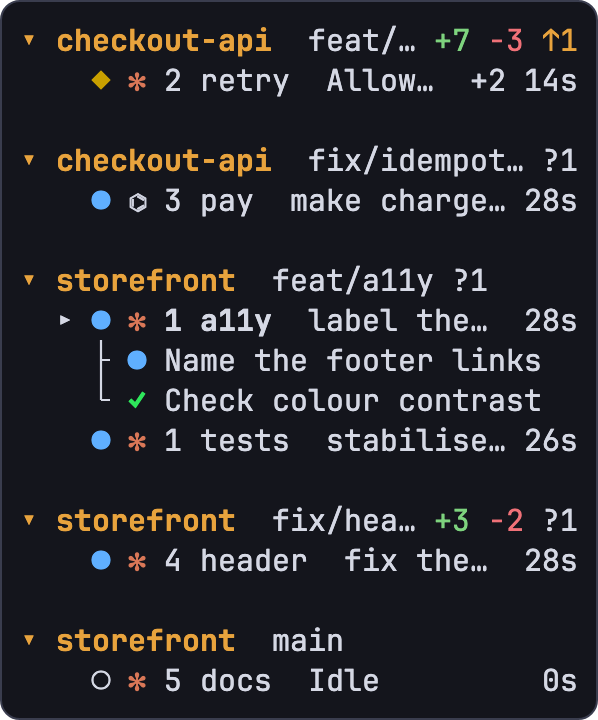 ▾ checkout-api feat/… +7 -3 ↑1
◆ ✻ 2 retry Allow… +2 14s
▾ checkout-api fix/idempot… ?1
● ⌬ 3 pay make charge… 28s
▾ storefront feat/a11y ?1
▸ ● ✻ 1 a11y label the… 28s
├ ● Name the footer links
└ ✓ Check colour contrast
● ✻ 1 tests stabilise… 26s
▾ storefront fix/hea… +3 -2 ?1
● ✻ 4 header fix the… 28s
▾ storefront main
○ ✻ 5 docs Idle 0s